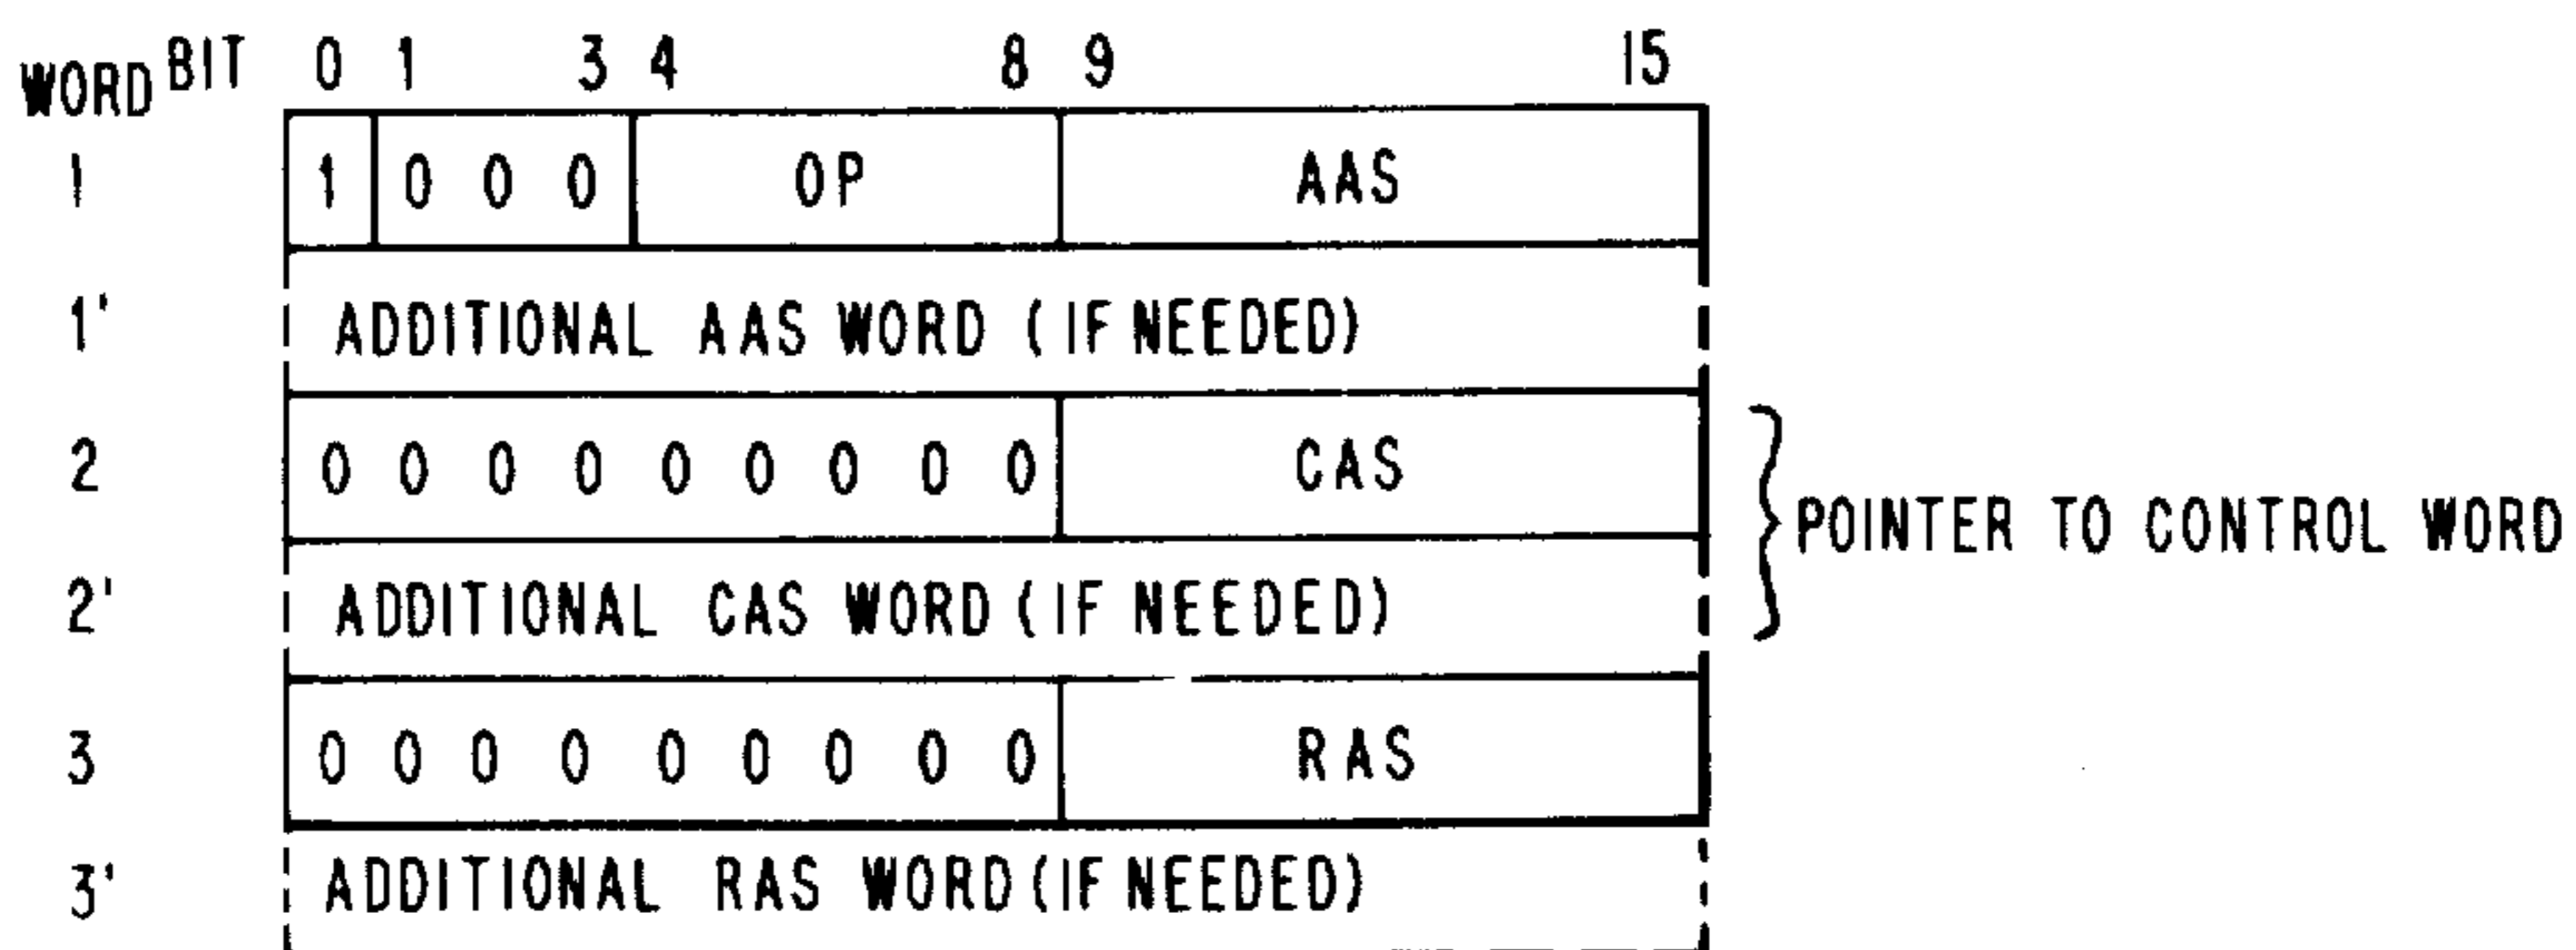 WORD BIT 0 1 3 4 8 9 15
1 1 0 0 0 OP AAS
1' ADDITIONAL AAS WORD (IF NEEDED)
2 0 0 0 0 0 0 0 0 0 CAS
POINTER TO CONTROL WORD
2' ADDITIONAL CAS WORD (IF NEEDED)
3 0 0 0 0 0 0 0 0 0 RAS
3' ADDITIONAL RAS WORD (IF NEEDED)